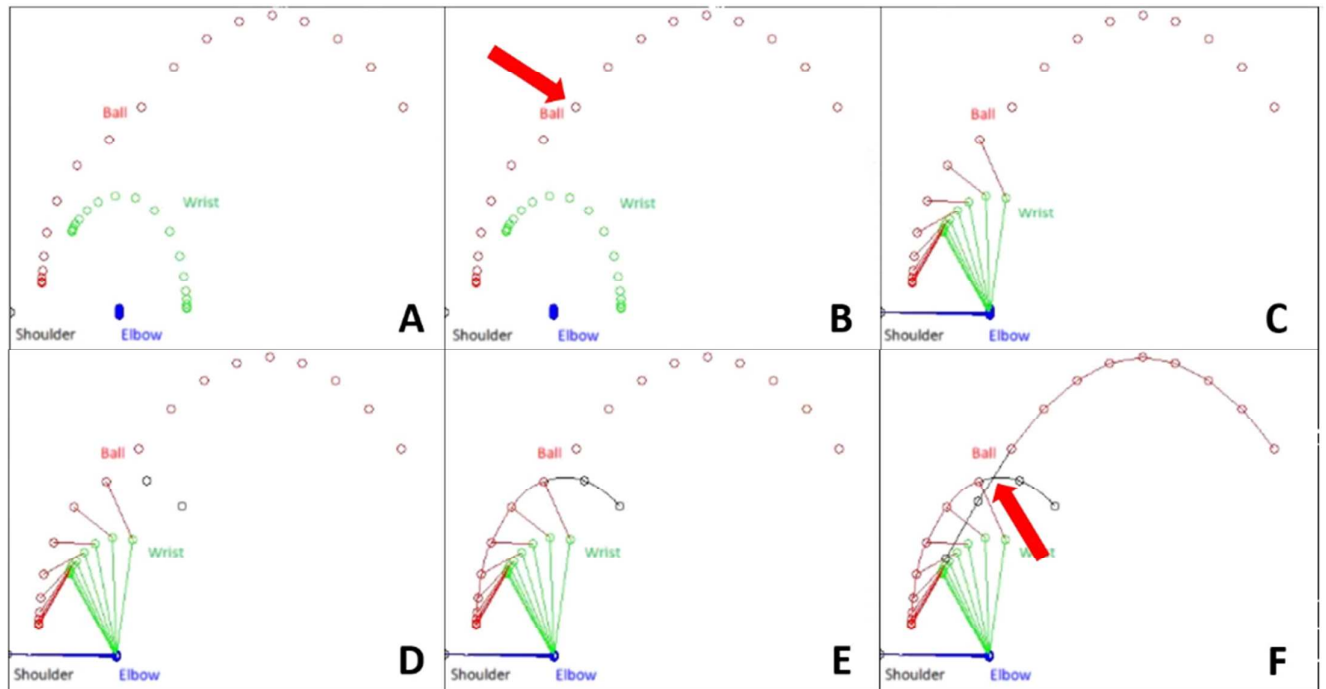 Ball
Wrist
Shoulder Elbow A
Ball
Wrist
Shoulder Elbow B
Ball
Wrist
Shoulder Elbow C
Ball
Wrist
Shoulder Elbow D
Ball
Wrist
Shoulder Elbow E
Ball
Wrist
Shoulder Elbow F